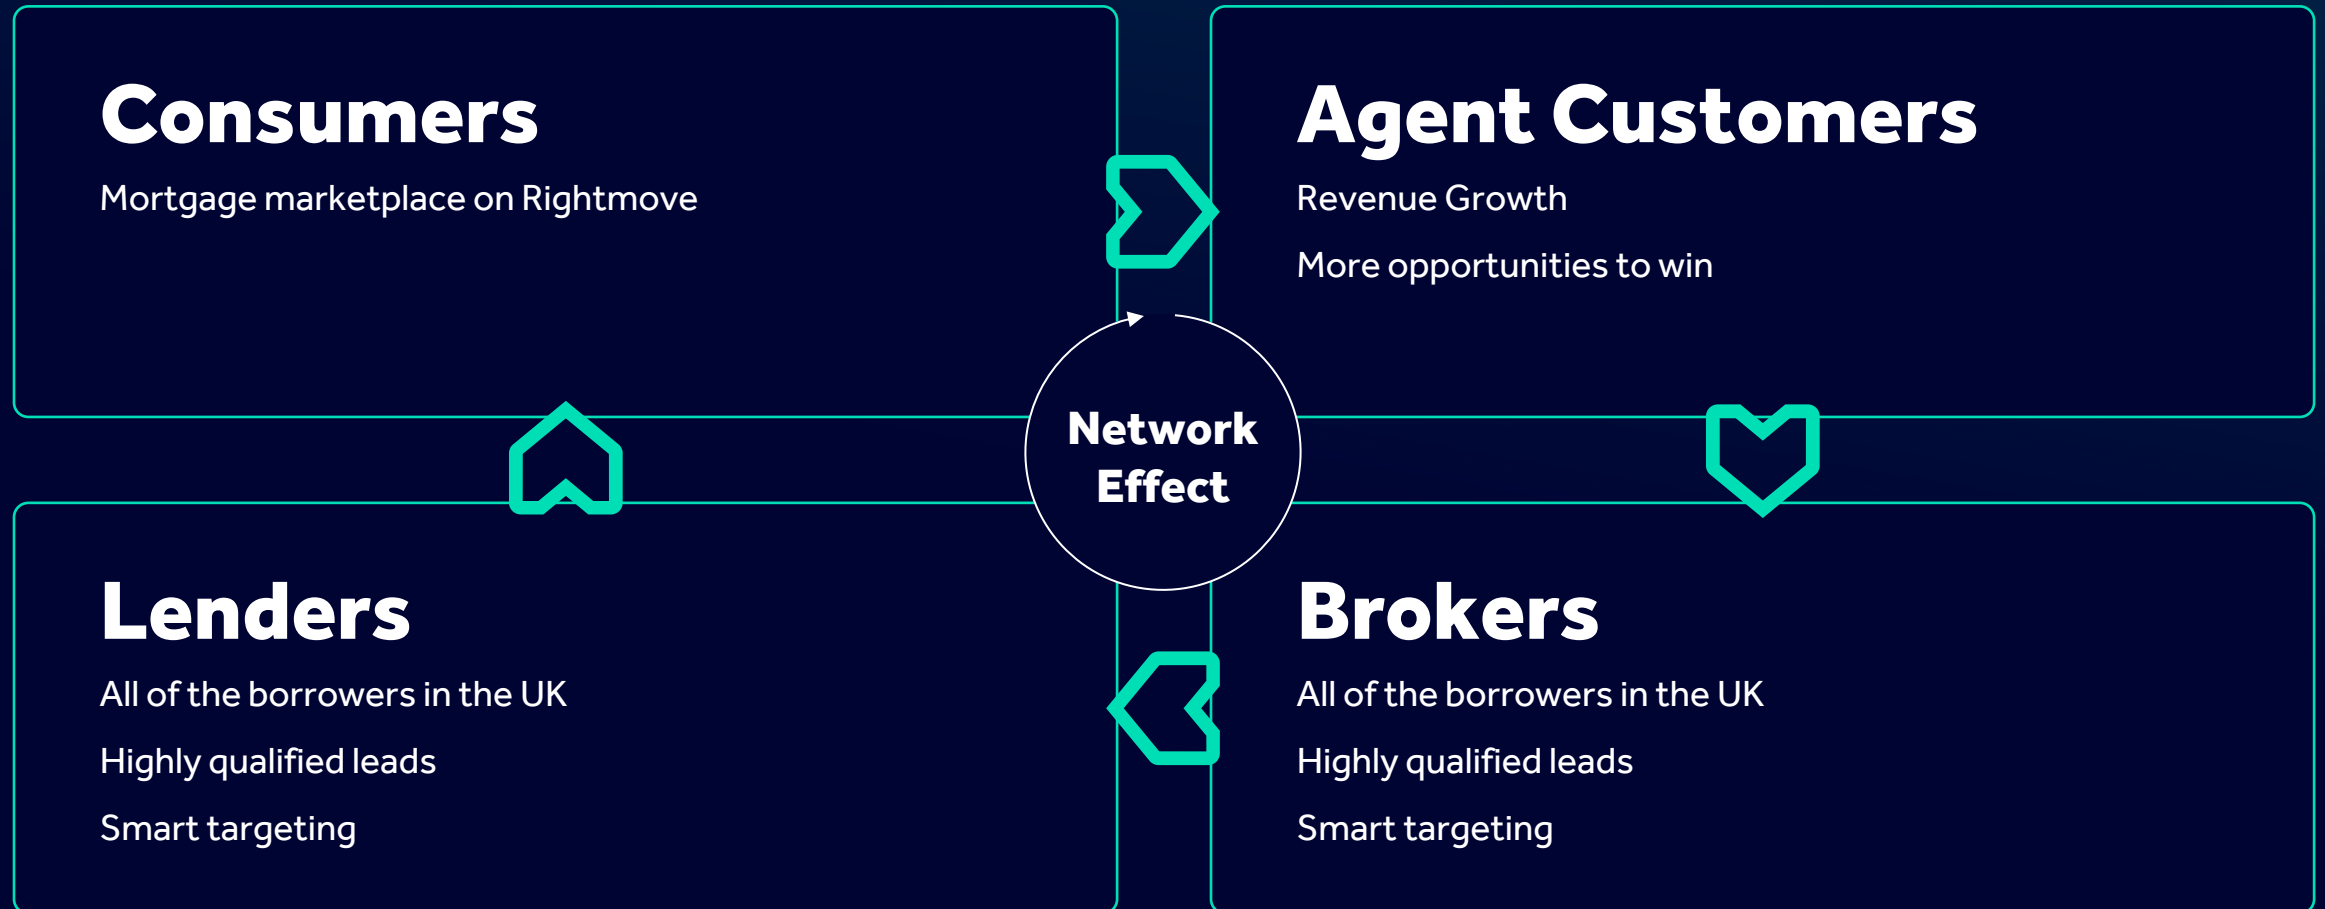 Consumers
Mortgage marketplace on Rightmove
Agent Customers
Revenue Growth
More opportunities to win
Network
Effect
Lenders
All of the borrowers in the UK
Highly qualified leads
Smart targeting
Brokers
All of the borrowers in the UK
Highly qualified leads
Smart targeting